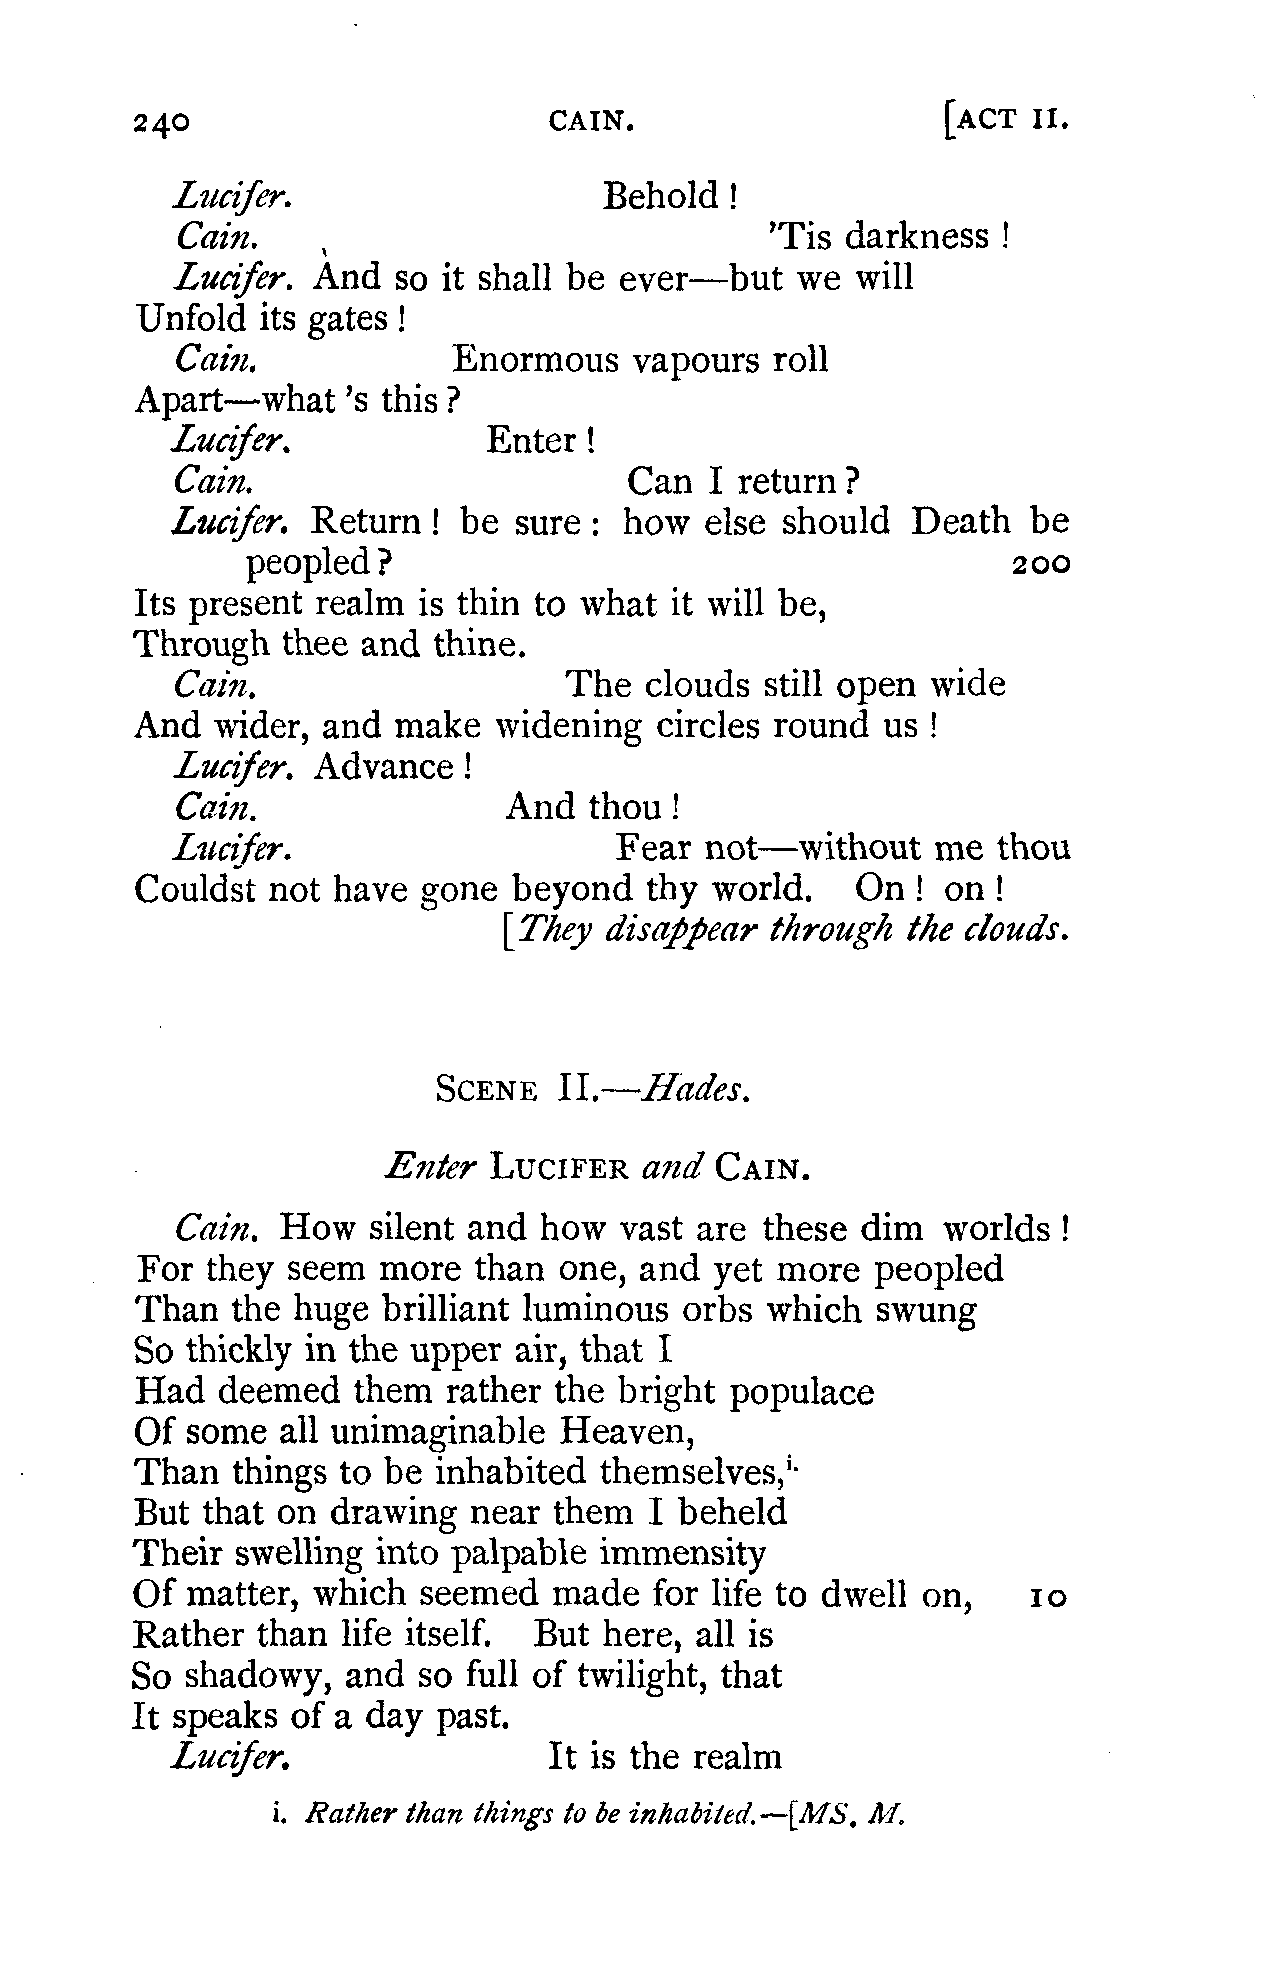 240 CAIN. [ACT II.
Lucifer. Behold !
Cain. 'Tis darkness !
Lucifer. And so it shall be ever—but we will
Unfold its gates !
Cain. Enormous vapours roll
Apart—what 's this ?
Lucifer. Enter !
Cain. Can I return ?
Lucifer. Return ! be sure : how else should Death be
peopled ? 200
Its present realm is thin to what it will be,
Through thee and thine.
Cain. The clouds still open wide
And wider, and make widening circles round us !
Lucifer. Advance !
Cain. And thou !
Lucifer. Fear not—without me thou
Couldst not have gone beyond thy world. On ! on !
[They disappear through the clouds.
SCENE II.—Hades.
Enter LUCIFER and CAIN.
Cain. How silent and how vast are these dim worlds !
For they seem more than one, and yet more peopled
Than the huge brilliant luminous orbs which swung
So thickly in the upper air, that I
Had deemed them rather the bright populace
Of some all unimaginable Heaven,
Than things to be inhabited themselves,i.
But that on drawing near them I beheld
Their swelling into palpable immensity
Of matter, which seemed made for life to dwell on, 10
Rather than life itself. But here, all is
So shadowy, and so full of twilight, that
It speaks of a day past.
Lucifer. It is the realm
i. Rather than things to be inhabited.—[MS. M.